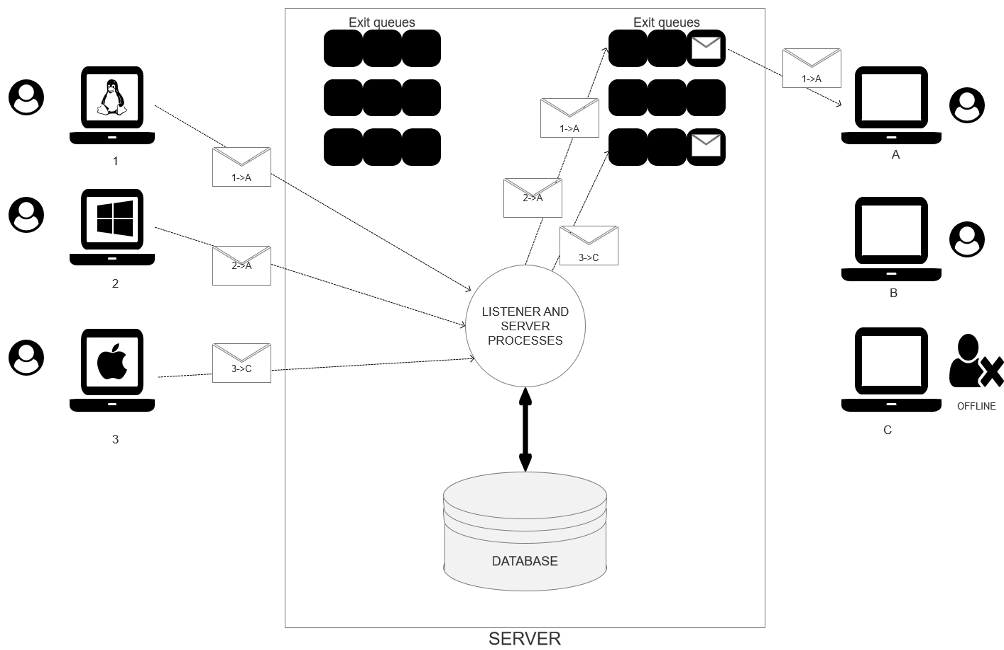 Exit queues
Exit queues
1->A
1->A
1
A
1->A
2->A
2
2->A
3->C
B
LISTENER AND
SERVER
PROCESSES
3->C
OFFLINE
3
C
DATABASE
SERVER